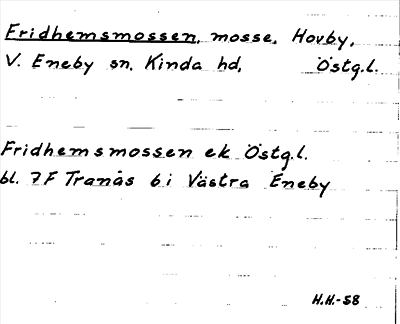 Fridhemsmossen, mosse, Hovby,
V. Eneby sn, Kinda hd, Östg.l.
Fridhemsmossen ek Östg.l.
bl. 7F Tranås 6i Västra Eneby
H.H.-58